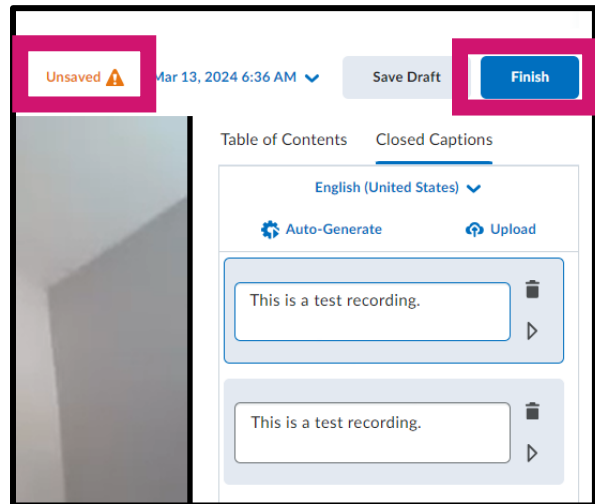 Unsaved Mar 13, 2024 6:36 AM Save Draft Finish
Table of Contents Closed Captions
English (United States)
Auto-Generate Upload
This is a test recording.
This is a test recording.